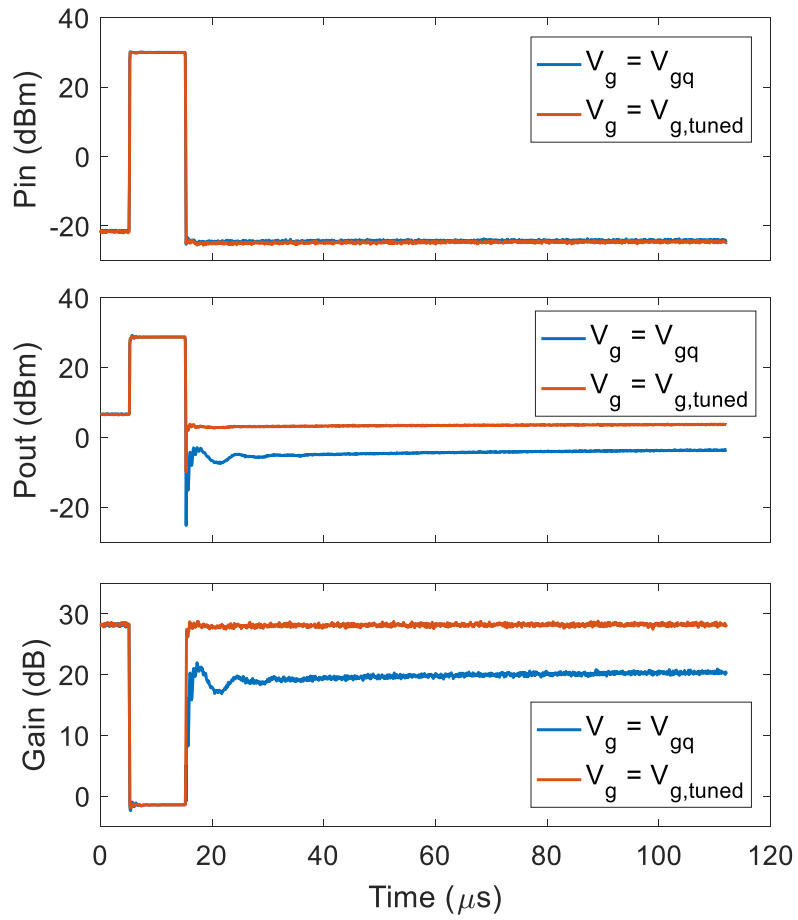 40
20
0
-20
Pin (dBm)
V_g = V_gq
V_g = V_g,tuned
40
20
0
-20
Pout (dBm)
V_g = V_gq
V_g = V_g,tuned
30
20
10
0
Gain (dB)
V_g = V_gq
V_g = V_g,tuned
0 20 40 60 80 100 120
Time (μs)